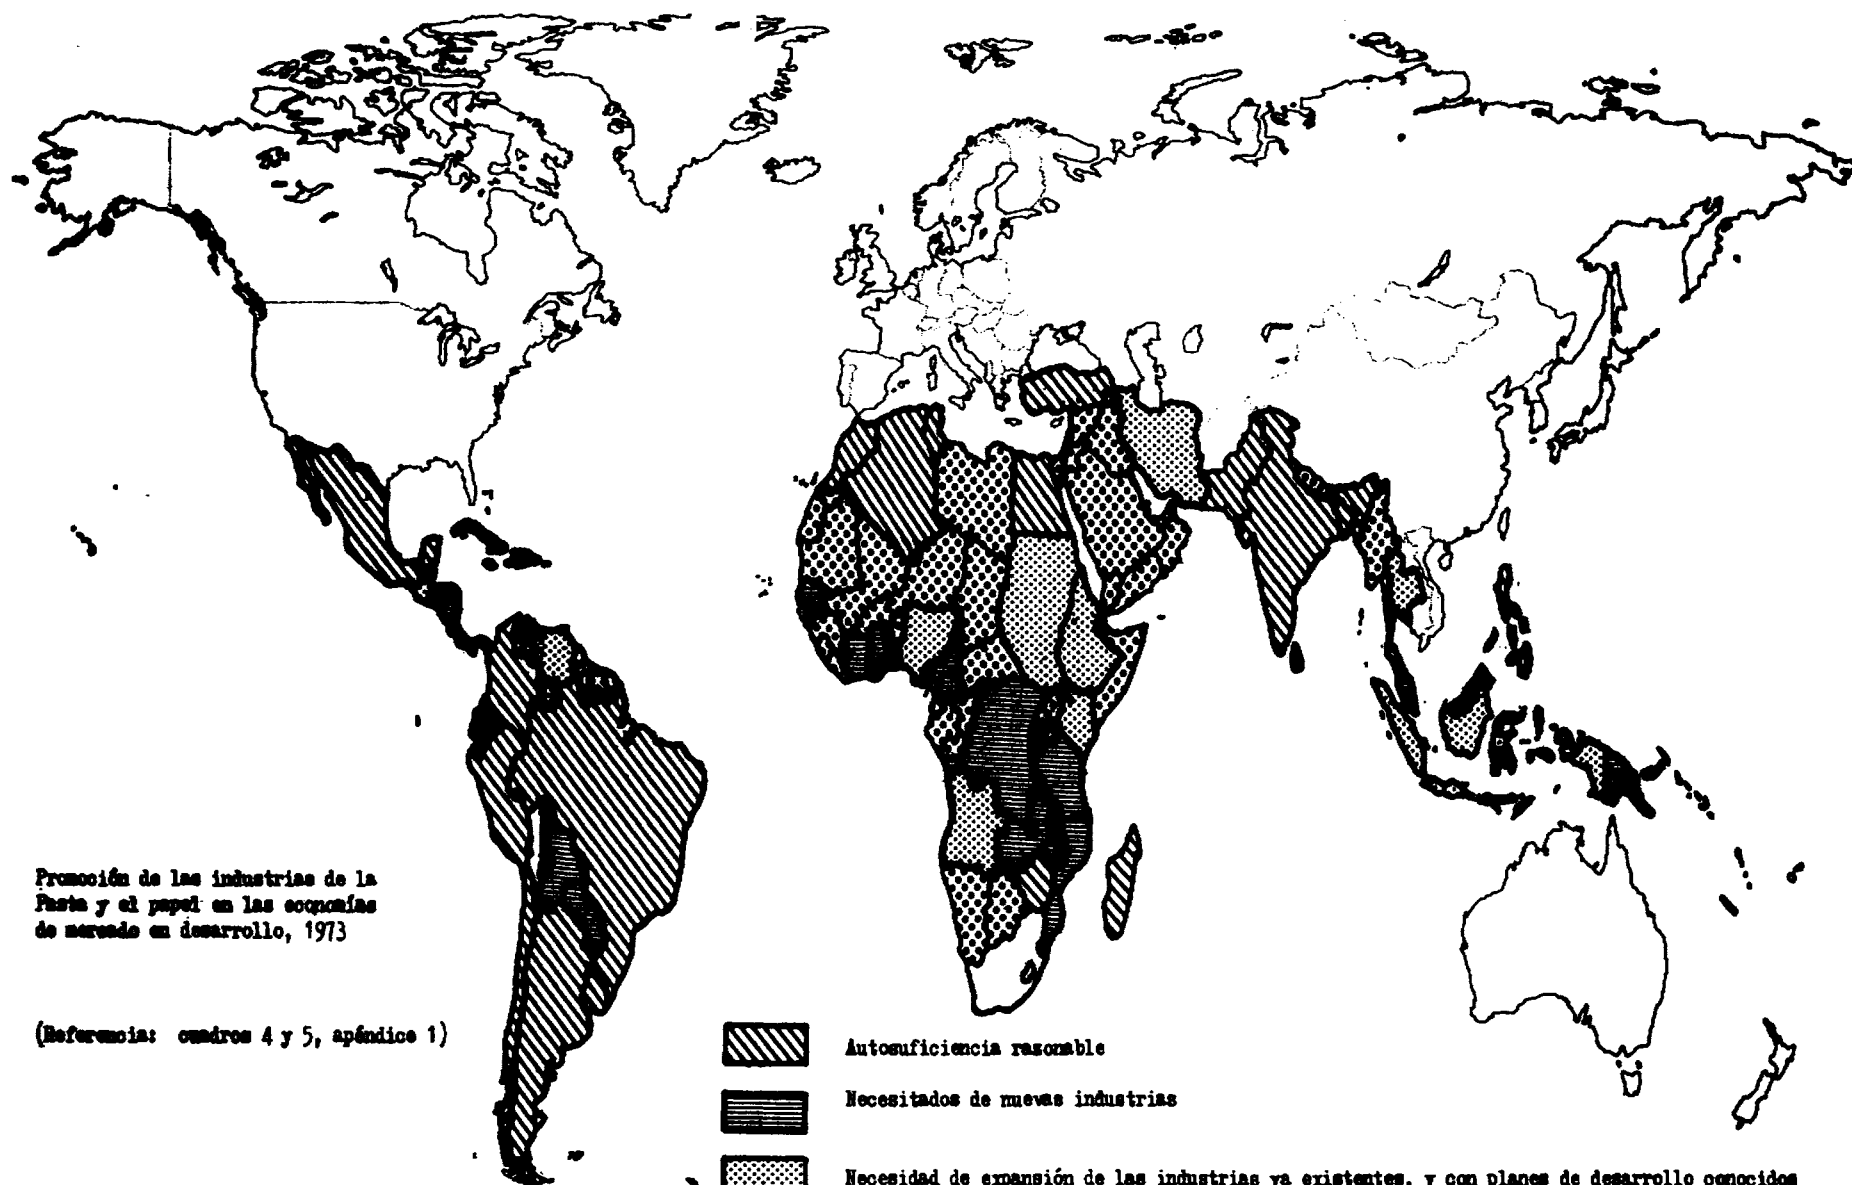 Promoción de las industrias de la
Pasta y el papel en las economías
de mercado en desarrollo, 1973
(Referencia: cuadros 4 y 5, apéndice 1)
Autosuficiencia razonable
Necesitados de nuevas industrias
Necesidad de expansión de las industrias ya existentes, y con planes de desarrollo conocidos